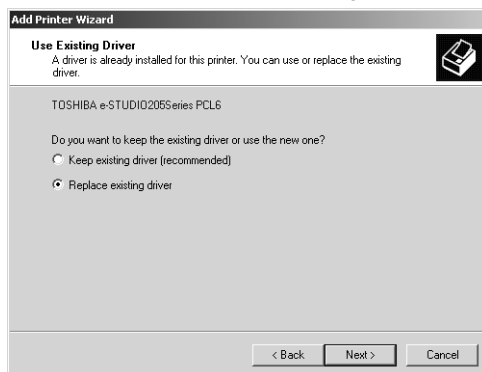 Add Printer Wizard
Use Existing Driver
A driver is already installed for this printer. You can use or replace the existing
driver.
TOSHIBA e-STUDIO205Series PCL6
Do you want to keep the existing driver or use the new one?
Keep existing driver (recommended)
Replace existing driver
< Back
Next >
Cancel